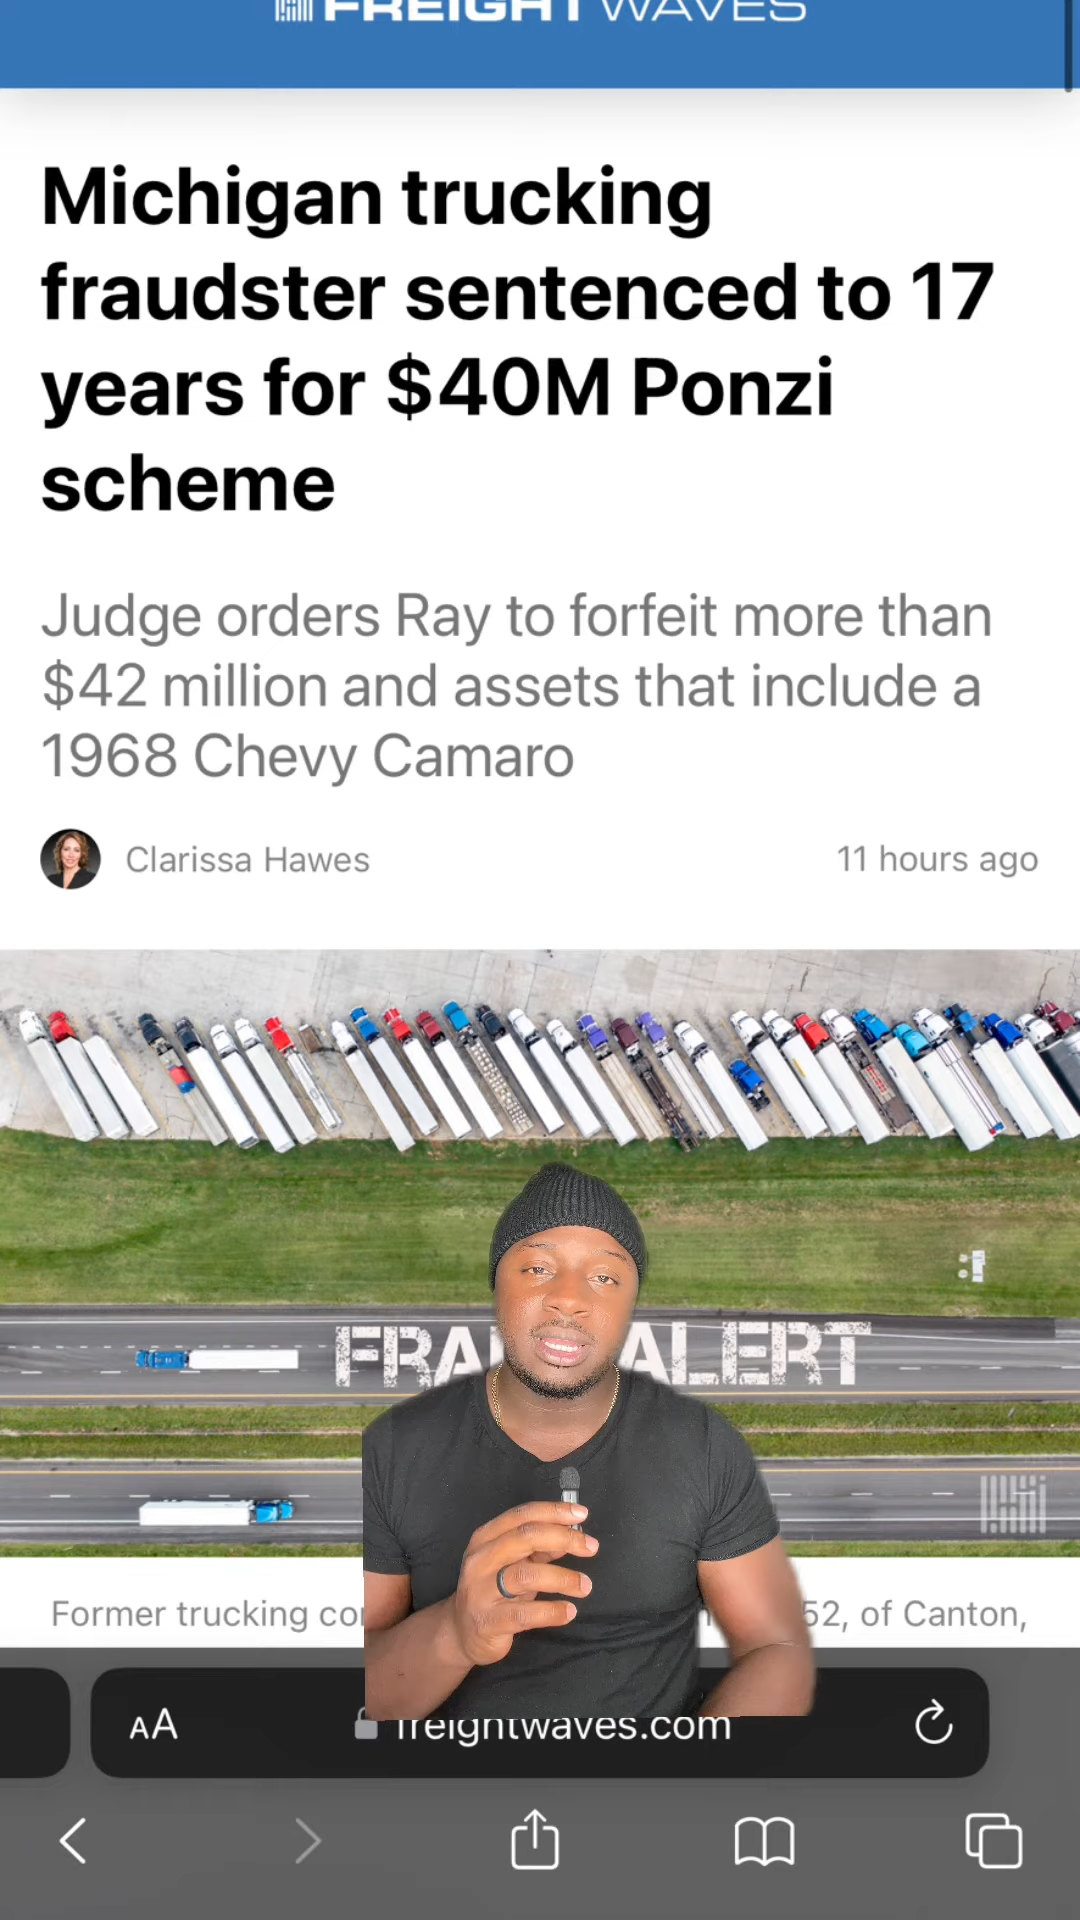 FREIGHTWAVES
Michigan trucking
fraudster sentenced to 17
years for $40M Ponzi
scheme
Judge orders Ray to forfeit more than
$42 million and assets that include a
1968 Chevy Camaro
Clarissa Hawes
11 hours ago
ALERT
Former trucking
52, of Canton,
AA
freightwaves.com